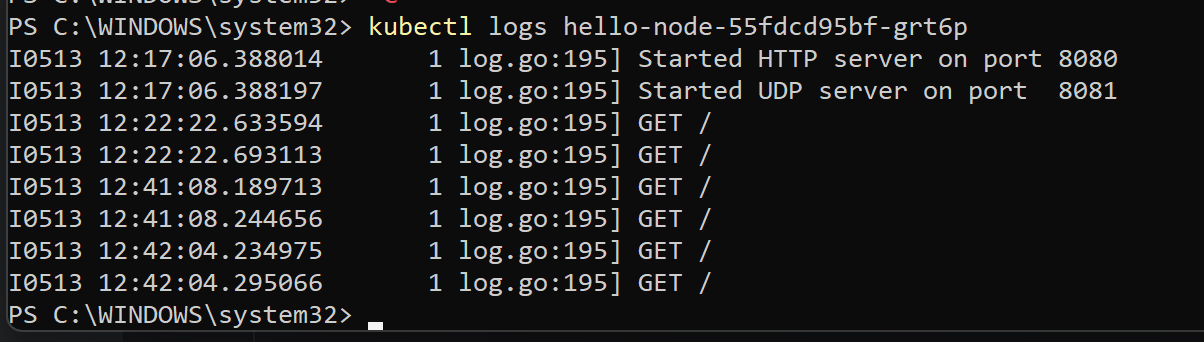 PS C:\WINDOWS\system32> kubectl logs hello-node-55fdcd95bf-grt6p
I0513 12:17:06.388014       1 log.go:195] Started HTTP server on port 8080
I0513 12:17:06.388197       1 log.go:195] Started UDP server on port  8081
I0513 12:22:22.633594       1 log.go:195] GET /
I0513 12:22:22.693113       1 log.go:195] GET /
I0513 12:41:08.189713       1 log.go:195] GET /
I0513 12:41:08.244656       1 log.go:195] GET /
I0513 12:42:04.234975       1 log.go:195] GET /
I0513 12:42:04.295066       1 log.go:195] GET /
PS C:\WINDOWS\system32>